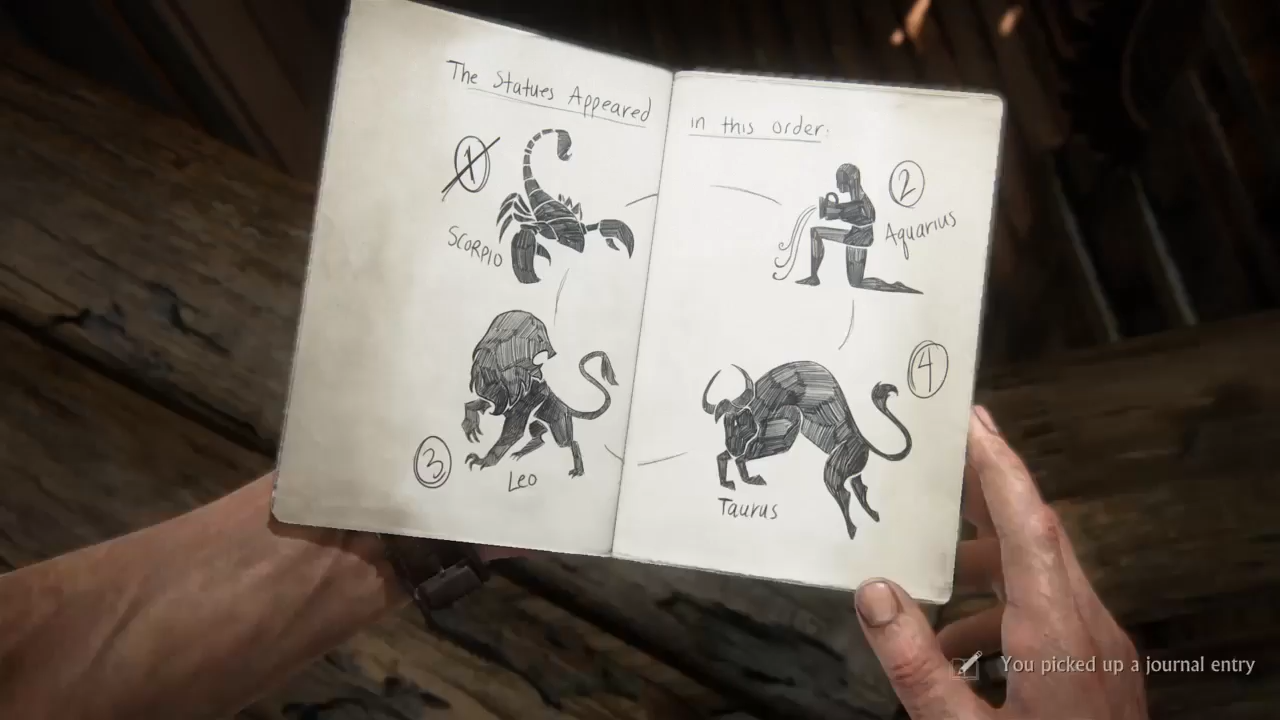 The Statues Appeared
in this order:
1
SCORPIO
2
Aquarius
3
Leo
4
Taurus
You picked up a journal entry